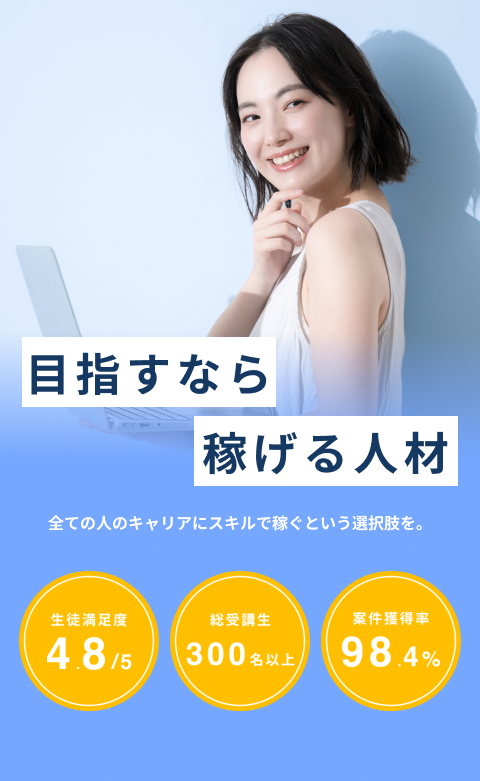 目指すなら
稼げる人材
全ての人のキャリアにスキルで稼ぐという選択肢を。
生徒満足度
4.8/5
総受講生
300名以上
案件獲得率
98.4%